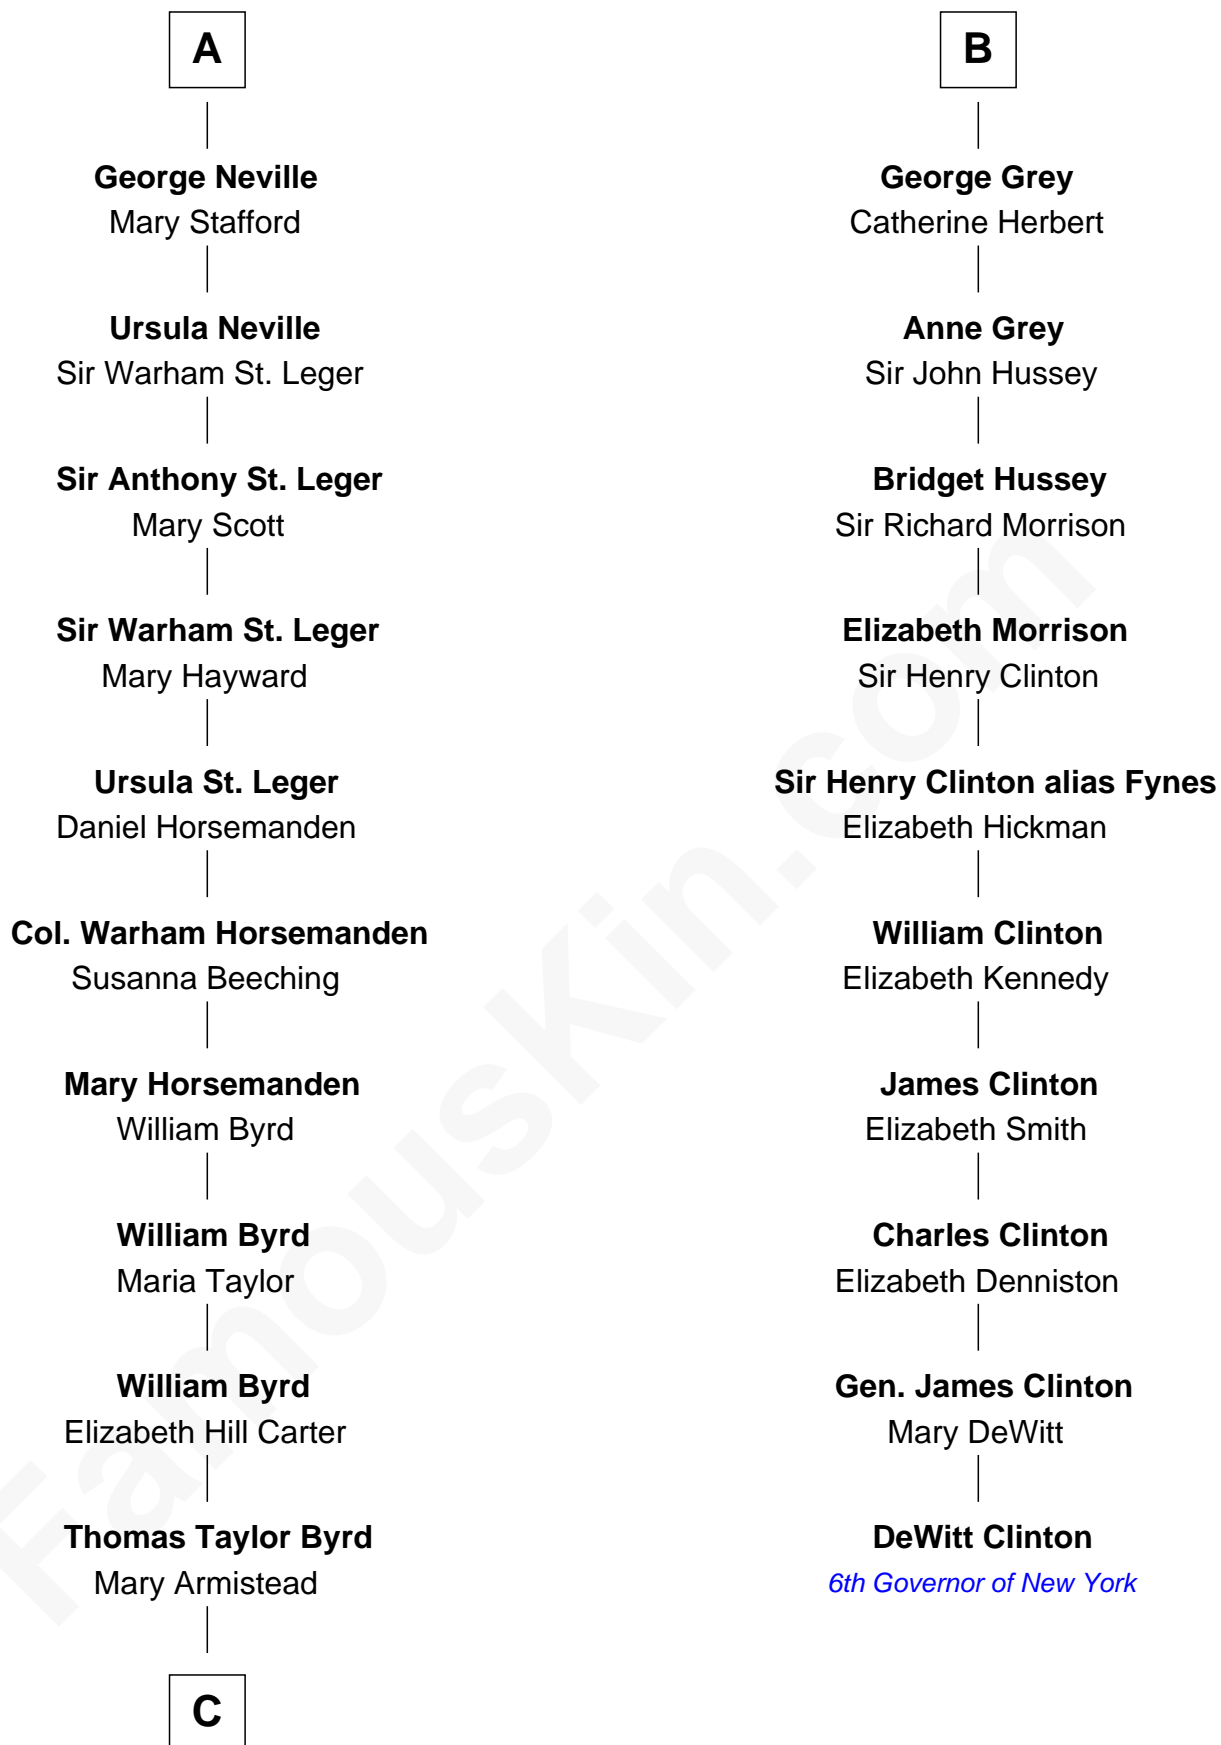 A
George Neville
Mary Stafford
Ursula Neville
Sir Warham St. Leger
Sir Anthony St. Leger
Mary Scott
Sir Warham St. Leger
Mary Hayward
Ursula St. Leger
Daniel Horsemanden
Col. Warham Horsemanden
Susanna Beeching
Mary Horsemanden
William Byrd
William Byrd
Maria Taylor
William Byrd
Elizabeth Hill Carter
Thomas Taylor Byrd
Mary Armistead
C
B
George Grey
Catherine Herbert
Anne Grey
Sir John Hussey
Bridget Hussey
Sir Richard Morrison
Elizabeth Morrison
Sir Henry Clinton
Sir Henry Clinton alias Fynes
Elizabeth Hickman
William Clinton
Elizabeth Kennedy
James Clinton
Elizabeth Smith
Charles Clinton
Elizabeth Denniston
Gen. James Clinton
Mary DeWitt
DeWitt Clinton
6th Governor of New York
FamousKin.com